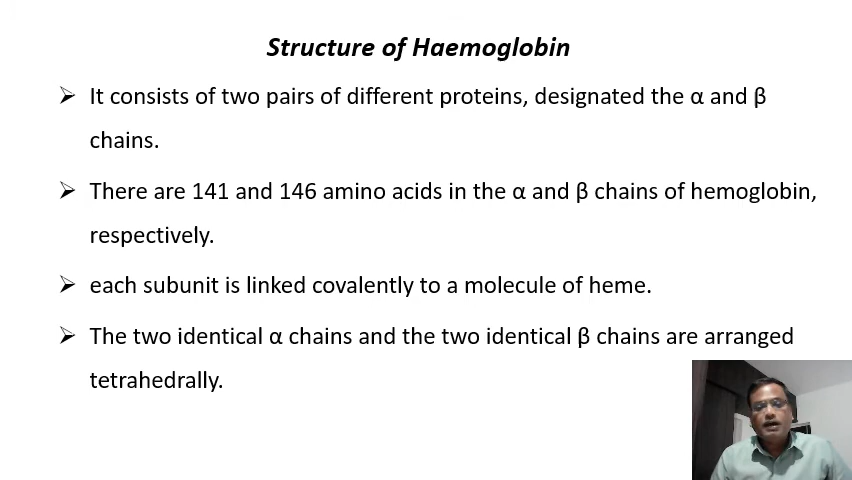 Structure of Haemoglobin
➢ It consists of two pairs of different proteins, designated the α and β
chains.
➢ There are 141 and 146 amino acids in the α and β chains of hemoglobin,
respectively.
➢ each subunit is linked covalently to a molecule of heme.
➢ The two identical α chains and the two identical β chains are arranged
tetrahedrally.